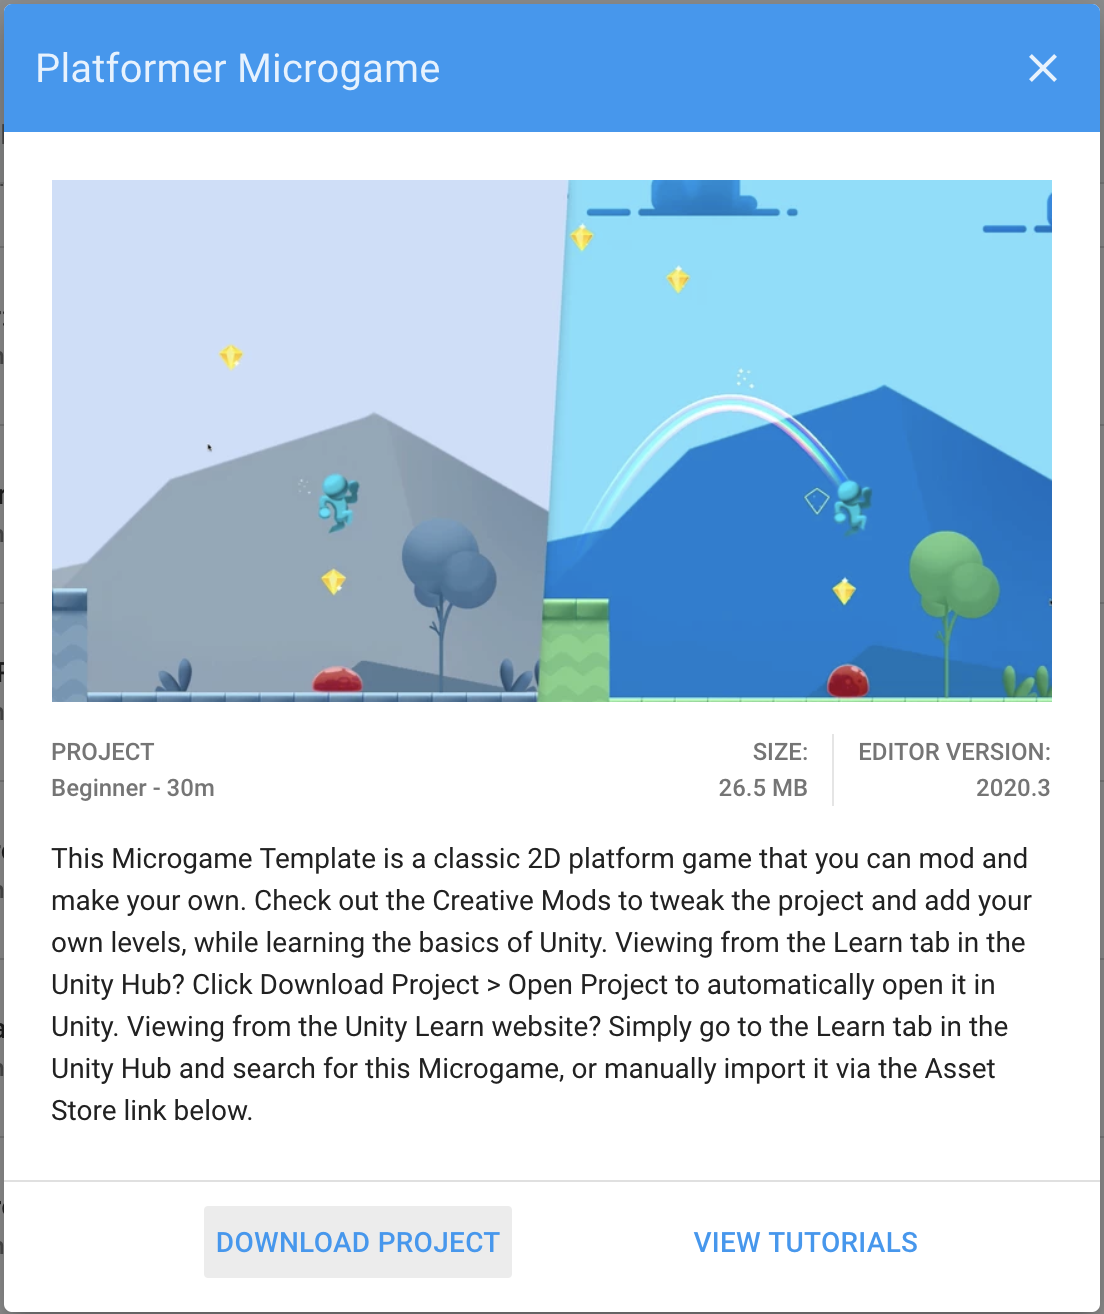 Platformer Microgame
PROJECT
Beginner - 30m
SIZE:
26.5 MB
EDITOR VERSION:
2020.3
This Microgame Template is a classic 2D platform game that you can mod and
make your own. Check out the Creative Mods to tweak the project and add your
own levels, while learning the basics of Unity. Viewing from the Learn tab in the
Unity Hub? Click Download Project > Open Project to automatically open it in
Unity. Viewing from the Unity Learn website? Simply go to the Learn tab in the
Unity Hub and search for this Microgame, or manually import it via the Asset
Store link below.
DOWNLOAD PROJECT
VIEW TUTORIALS